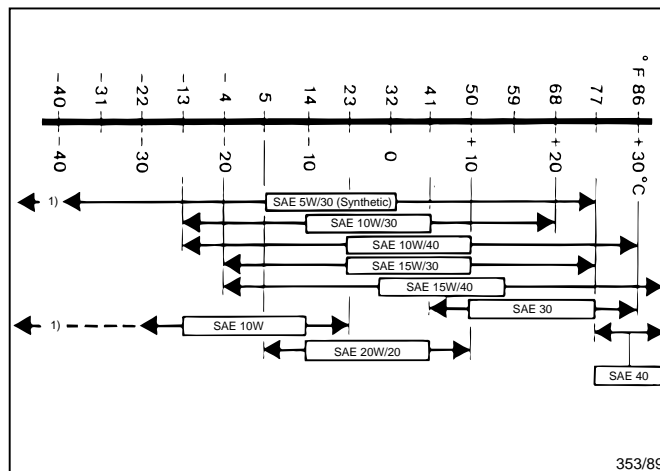 °F
-40 -31 -22 -13 -4 5 14 23 32 41 50 59 68 77 86
-40 -30 -20 -10 0 +10 +20 +30 °C
1) SAE 5W/30 (Synthetic)
SAE 10W/30
SAE 10W/40
SAE 15W/30
SAE 15W/40
SAE 30
1) SAE 10W
SAE 20W/20
SAE 40
353/89